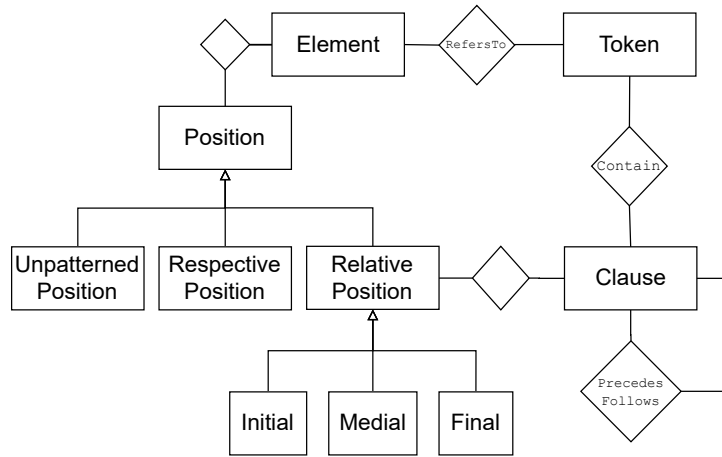 Element
RefersTo
Token
Position
Contain
Unpatterned
Position
Respective
Position
Relative
Position
Clause
Precedes
Follows
Initial
Medial
Final